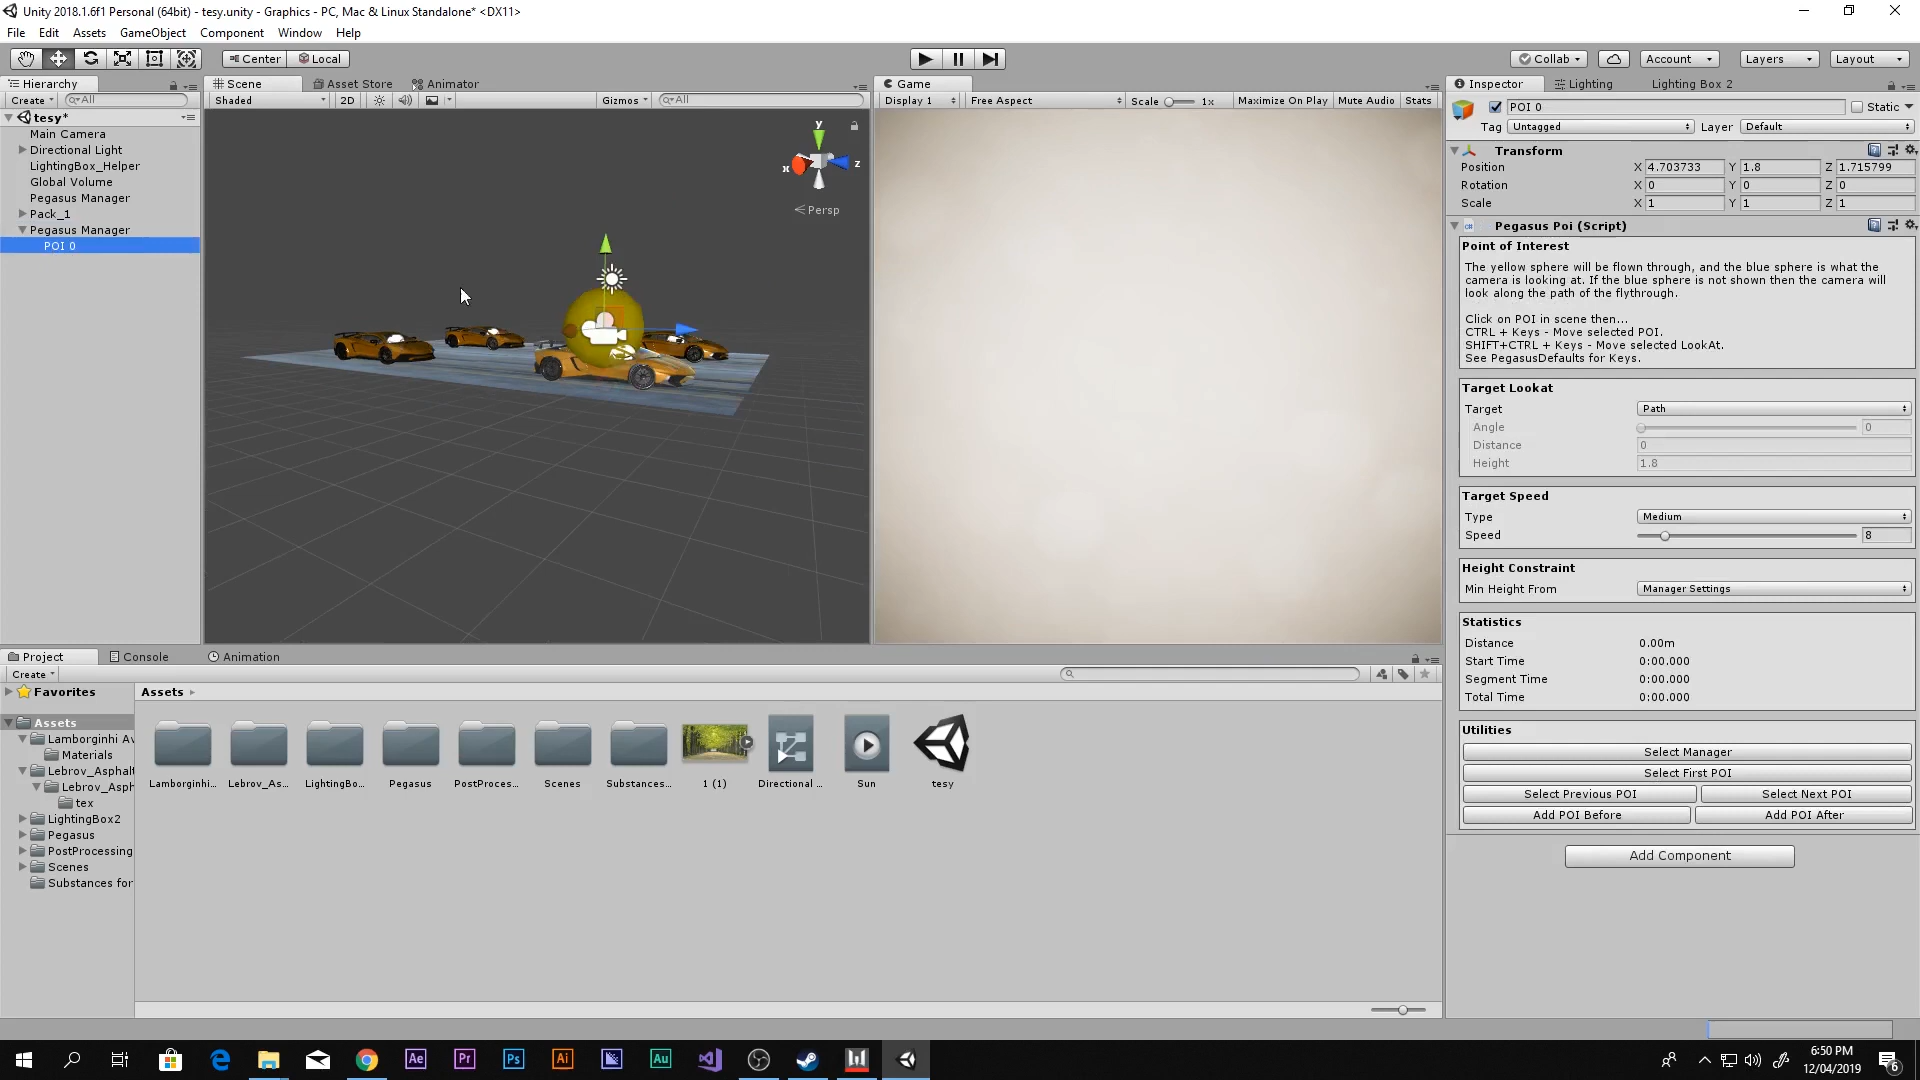 Unity 2018.1.6f1 Personal (64bit) - tesy.unity - Graphics - PC, Mac & Linux Standalone* <DX11>
File Edit Assets GameObject Component Window Help
Center Local Collab Account Layers Layout
Hierarchy
Create All
tesy*
Main Camera
Directional Light
LightingBox_Helper
Global Volume
Pegasus Manager
Pack_1
Pegasus Manager
POI 0
Scene Asset Store Animator
Shaded 2D Gizmos All
y
x
z
Persp
Game
Display 1 Free Aspect Scale 1x Maximize On Play Mute Audio Stats
Inspector Lighting Lighting Box 2
POI 0 Static
Tag Untagged Layer Default
Transform
Position X 4.703733 Y 1.8 Z 1.715799
Rotation X 0 Y 0 Z 0
Scale X 1 Y 1 Z 1
Pegasus Poi (Script)
Point of Interest
The yellow sphere will be flown through, and the blue sphere is what the
camera is looking at. If the blue sphere is not shown then the camera will
look along the path of the flythrough.
Click on POI in scene then...
CTRL + Keys - Move selected POI.
SHIFT+CTRL + Keys - Move selected LookAt.
See PegasusDefaults for Keys.
Target Lookat
Target Path
Angle 0
Distance 0
Height 1.8
Target Speed
Type Medium
Speed 8
Height Constraint
Min Height From Manager Settings
Statistics
Distance 0.00m
Start Time 0:00.000
Segment Time 0:00.000
Total Time 0:00.000
Utilities
Select Manager
Select First POI
Select Previous POI Select Next POI
Add POI Before Add POI After
Add Component
Project Console Animation
Create
Favorites
Assets
Lamborginhi Av
Materials
Lebrov_Asphalt
Lebrov_Asph
tex
LightingBox2
Pegasus
PostProcessing
Scenes
Substances for
Assets
Lamborginhi... Lebrov_As... LightingBo... Pegasus PostProces... Scenes Substances... 1 (1) Directional ... Sun tesy
Ae Pr Ps Ai Au
6:50 PM
12/04/2019
6